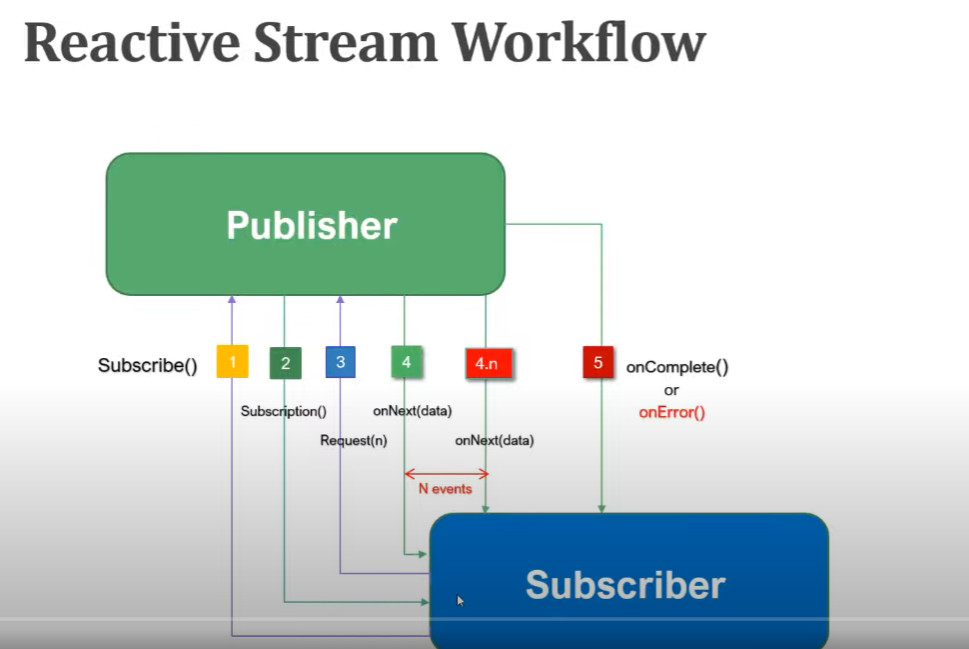 Reactive Stream Workflow
Publisher
Subscribe()
1
2
3
4
4.n
5
onComplete()
or
onError()
Subscription()
onNext(data)
Request(n)
onNext(data)
N events
Subscriber